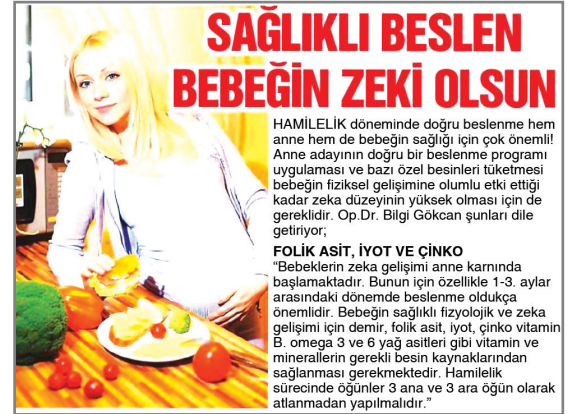 SAĞLIKLI BESLEN
BEBEĞİN ZEKİ OLSUN
HAMİLELİK döneminde doğru beslenme hem
anne hem de bebeğin sağlığı için çok önemli!
Anne adayının doğru bir beslenme programı
uygulaması ve bazı özel besinleri tüketmesi
bebeğin fiziksel gelişimine olumlu etki ettiği
kadar zeka düzeyinin yüksek olması için de
gereklidir. Op.Dr. Bilgi Gökcan şunları dile
getiriyor;
FOLİK ASİT, İYOT VE ÇİNKO
“Bebeklerin zeka gelişimi anne karnında
başlamaktadır. Bunun için özellikle 1-3. aylar
arasındaki dönemde beslenme oldukça
önemlidir. Bebeğin sağlıklı fizyolojik ve zeka
gelişimi için demir, folik asit, iyot, çinko vitamin
B. omega 3 ve 6 yağ asitleri gibi vitamin ve
minerallerin gerekli besin kaynaklarından
sağlanması gerekmektedir. Hamilelik
sürecinde öğünler 3 ana ve 3 ara öğün olarak
atlanmadan yapılmalıdır.”